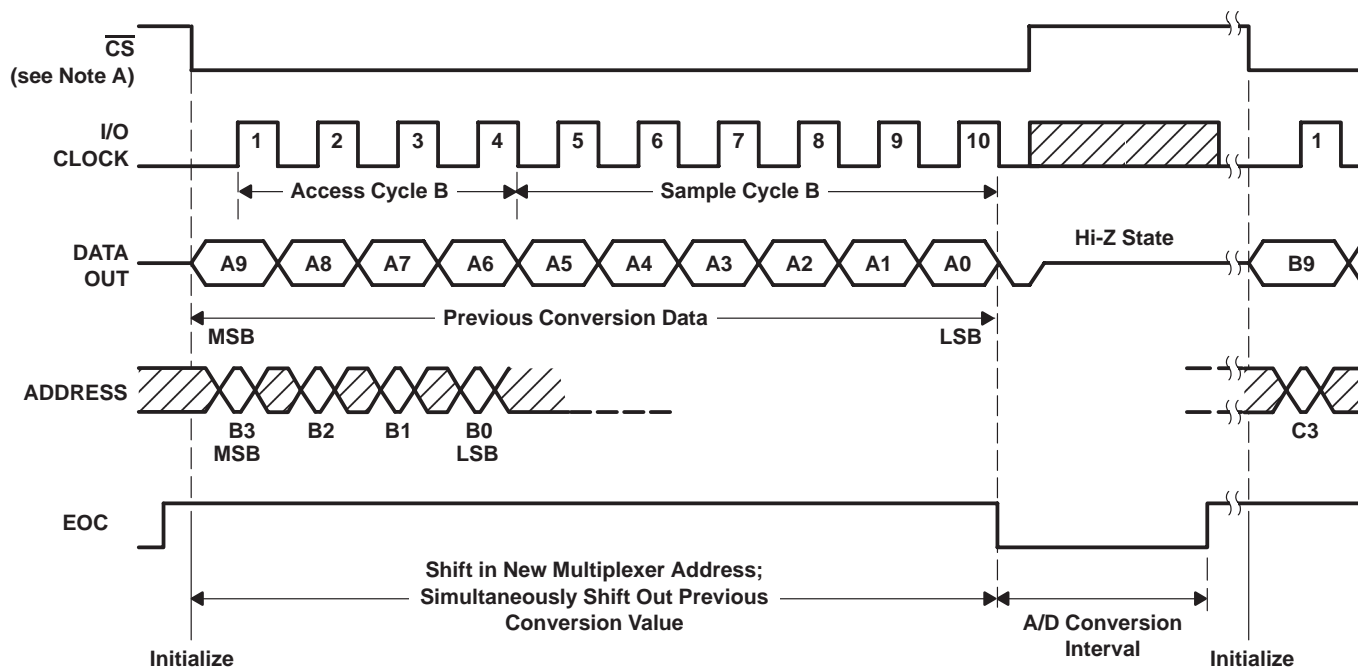 CS
(see Note A)
I/O
CLOCK
1 2 3 4 5 6 7 8 9 10 1
Access Cycle B
Sample Cycle B
DATA
OUT
A9 A8 A7 A6 A5 A4 A3 A2 A1 A0
Hi-Z State
B9
Previous Conversion Data
MSB
LSB
ADDRESS
B3 B2 B1 B0 C3
MSB LSB
EOC
Shift in New Multiplexer Address;
Simultaneously Shift Out Previous
Conversion Value
A/D Conversion
Interval
Initialize
Initialize